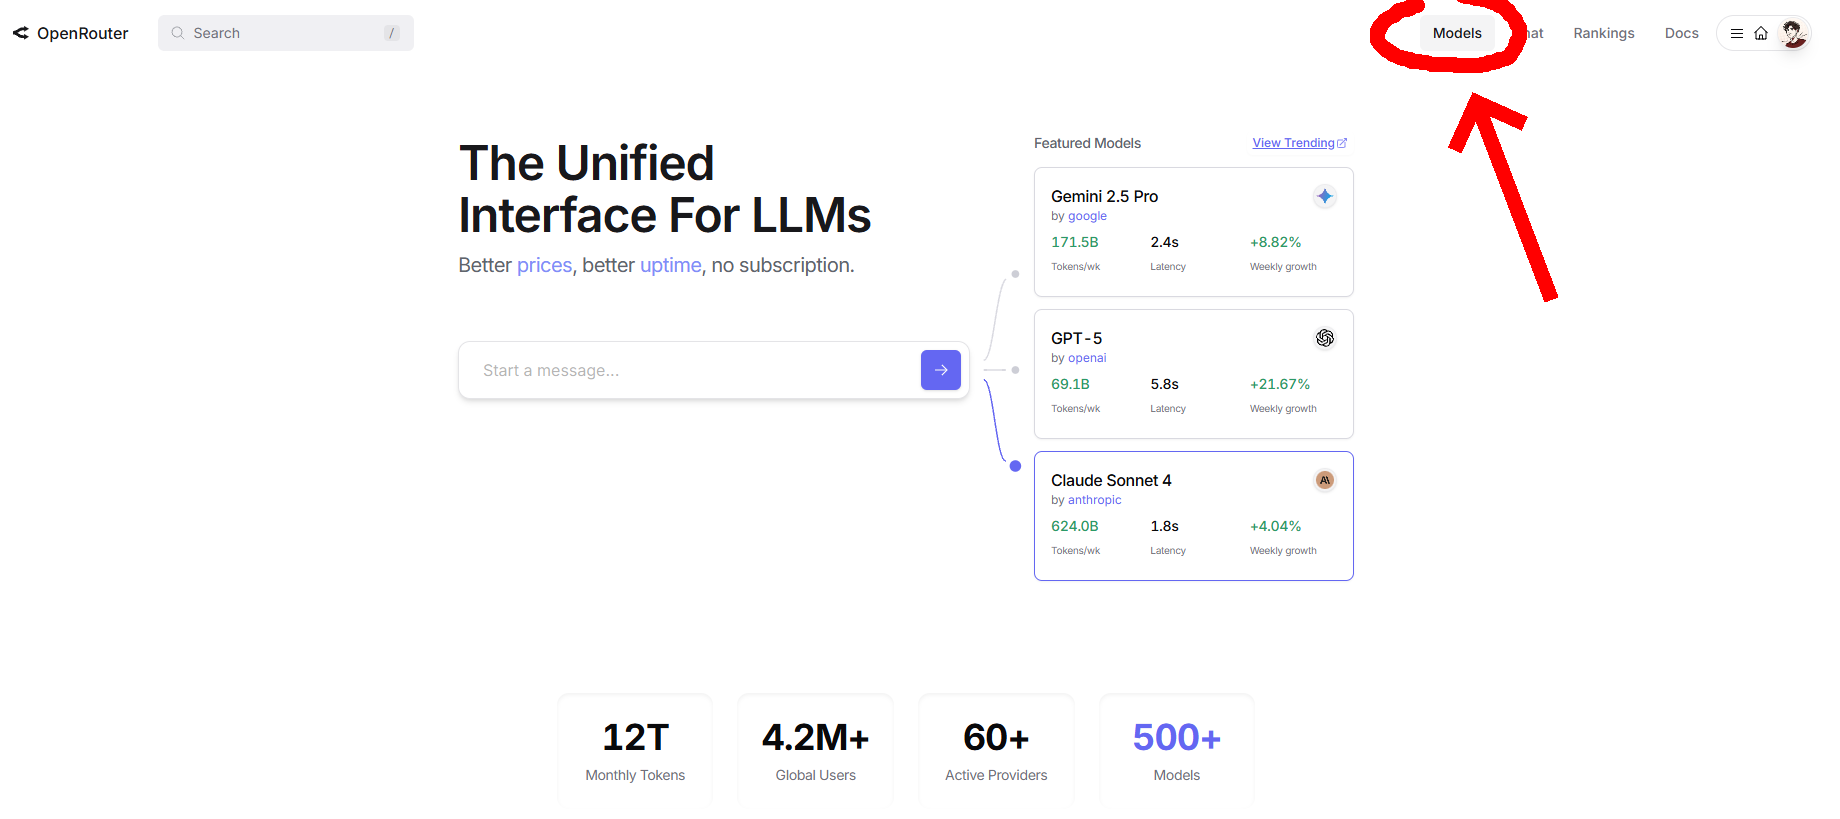 OpenRouter
Search
/
Models
Rankings
Docs
The Unified
Interface For LLMs
Better prices, better uptime, no subscription.
Start a message...
Featured Models
View Trending
Gemini 2.5 Pro
by google
171.5B 2.4s +8.82%
Tokens/wk Latency Weekly growth
GPT-5
by openai
69.1B 5.8s +21.67%
Tokens/wk Latency Weekly growth
Claude Sonnet 4
by anthropic
624.0B 1.8s +4.04%
Tokens/wk Latency Weekly growth
12T 4.2M+ 60+ 500+
Monthly Tokens Global Users Active Providers Models